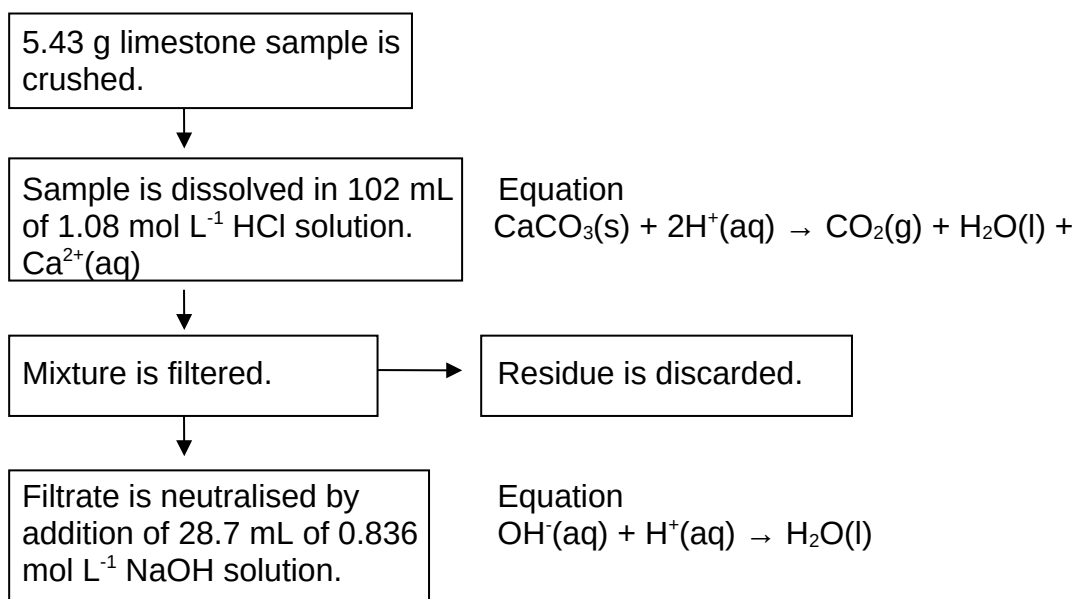 5.43 g limestone sample is
crushed.
Sample is dissolved in 102 mL
of 1.08 mol L⁻¹ HCl solution.
Ca²⁺(aq)
Equation
CaCO₃(s) + 2H⁺(aq) → CO₂(g) + H₂O(l) +
Mixture is filtered.
Residue is discarded.
Filtrate is neutralised by
addition of 28.7 mL of 0.836
mol L⁻¹ NaOH solution.
Equation
OH⁻(aq) + H⁺(aq) → H₂O(l)